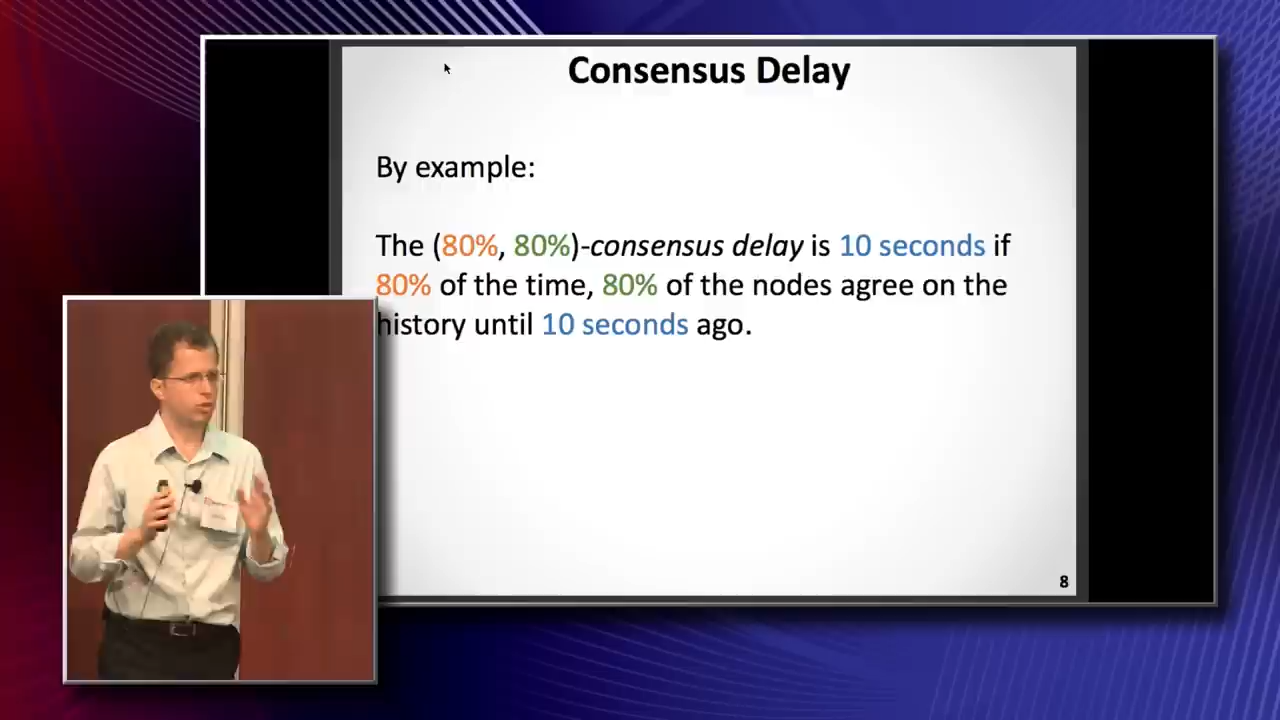 Consensus Delay
By example:
The (80%, 80%)-consensus delay is 10 seconds if
80% of the time, 80% of the nodes agree on the
history until 10 seconds ago.
8